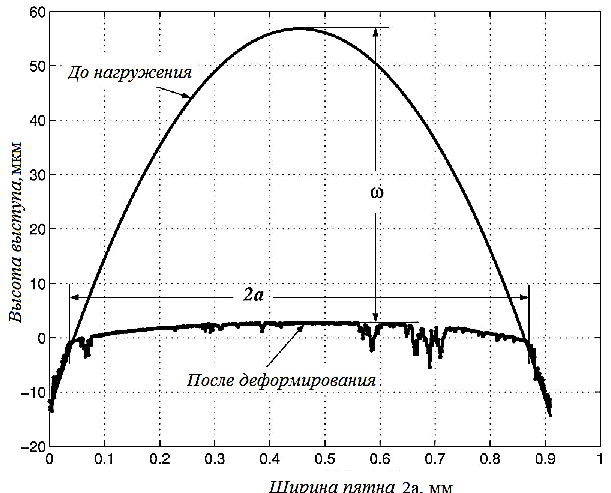 60
50
40
30
20
10
0
−10
−20
Высота выступа, мкм
До нагружения
ω
2a
После деформирования
0 0.1 0.2 0.3 0.4 0.5 0.6 0.7 0.8 0.9 1
Ширина пятна 2a, мм